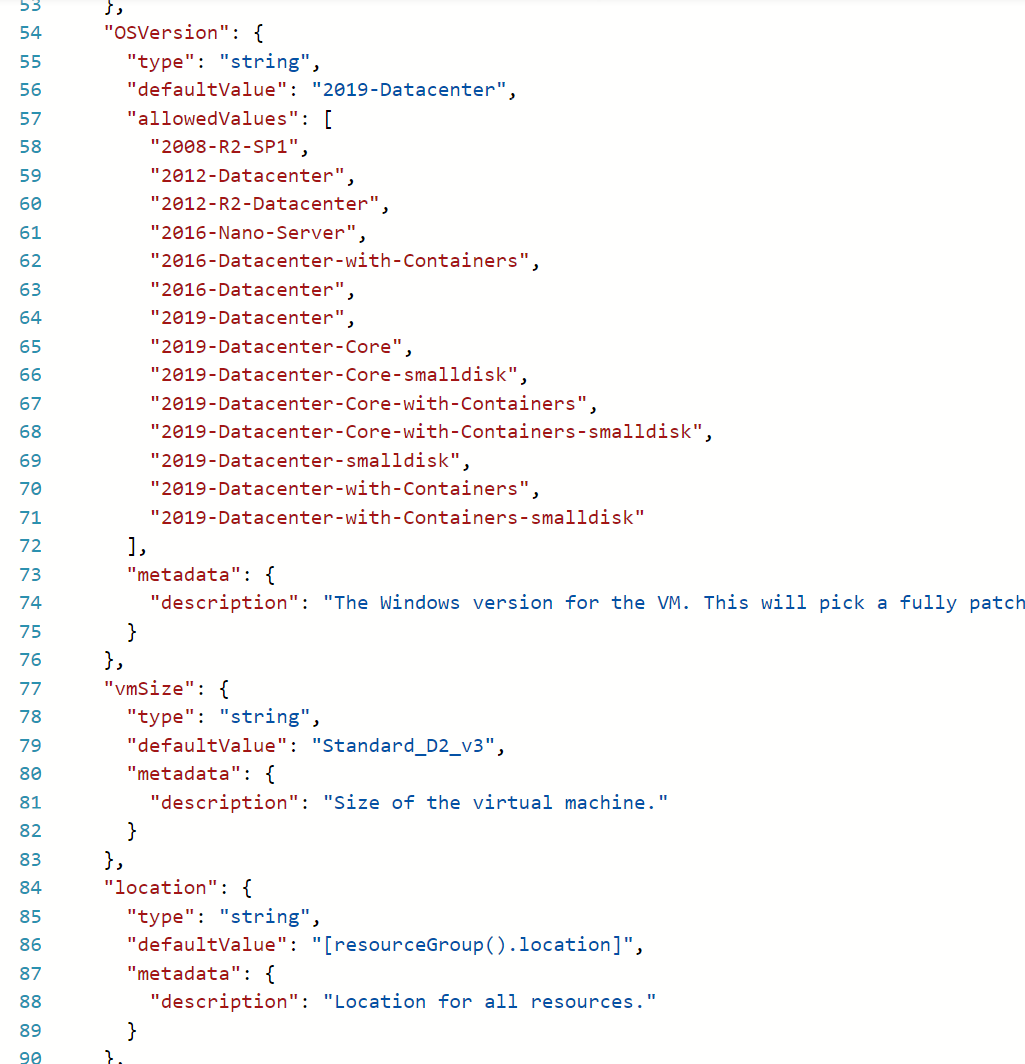 53 },
54 "OSVersion": {
55 "type": "string",
56 "defaultValue": "2019-Datacenter",
57 "allowedValues": [
58 "2008-R2-SP1",
59 "2012-Datacenter",
60 "2012-R2-Datacenter",
61 "2016-Nano-Server",
62 "2016-Datacenter-with-Containers",
63 "2016-Datacenter",
64 "2019-Datacenter",
65 "2019-Datacenter-Core",
66 "2019-Datacenter-Core-smalldisk",
67 "2019-Datacenter-Core-with-Containers",
68 "2019-Datacenter-Core-with-Containers-smalldisk",
69 "2019-Datacenter-smalldisk",
70 "2019-Datacenter-with-Containers",
71 "2019-Datacenter-with-Containers-smalldisk"
72 ],
73 "metadata": {
74 "description": "The Windows version for the VM. This will pick a fully patch
75 }
76 },
77 "vmSize": {
78 "type": "string",
79 "defaultValue": "Standard_D2_v3",
80 "metadata": {
81 "description": "Size of the virtual machine."
82 }
83 },
84 "location": {
85 "type": "string",
86 "defaultValue": "[resourceGroup().location]",
87 "metadata": {
88 "description": "Location for all resources."
89 }
90 },